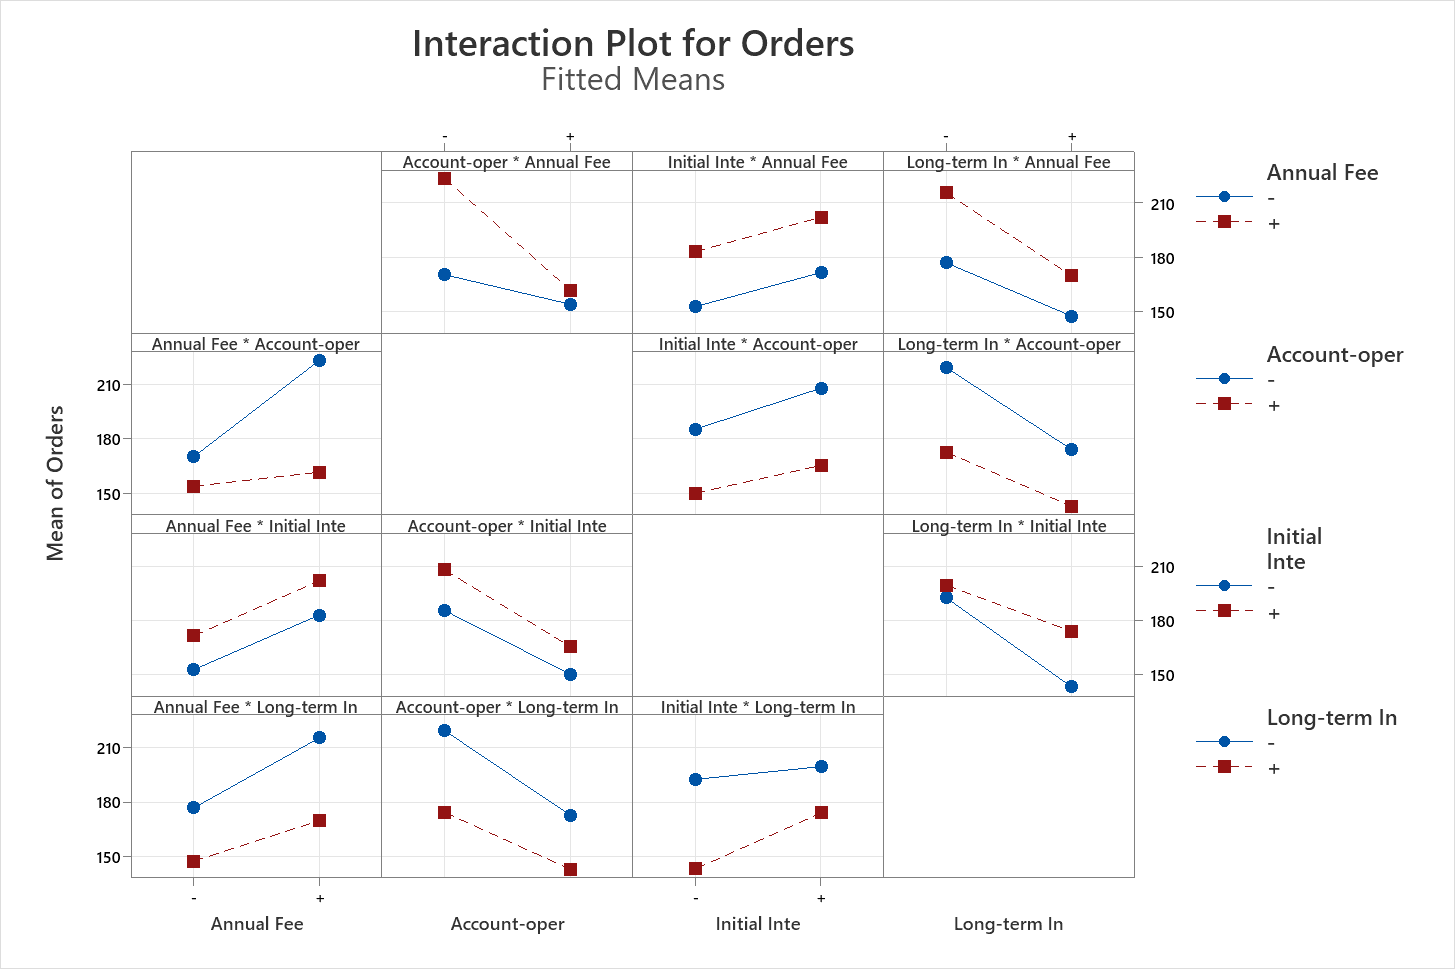 Interaction Plot for Orders
Fitted Means
- + - +
Account-oper * Annual Fee Initial Inte * Annual Fee Long-term In * Annual Fee
210
180
150
Annual Fee
-
+
Annual Fee * Account-oper Initial Inte * Account-oper Long-term In * Account-oper
210
180
150
Account-oper
-
+
Mean of Orders
Annual Fee * Initial Inte Account-oper * Initial Inte Long-term In * Initial Inte
210
180
150
Initial
Inte
-
+
Annual Fee * Long-term In Account-oper * Long-term In Initial Inte * Long-term In
210
180
150
Long-term In
-
+
- + - +
Annual Fee Account-oper Initial Inte Long-term In